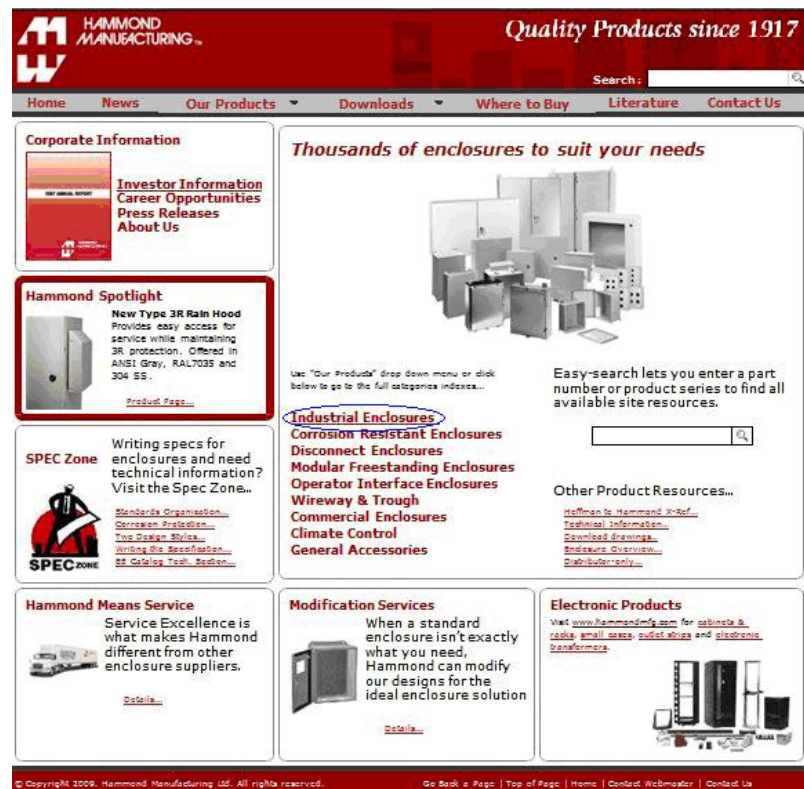 HAMMOND
MANUFACTURING™
Quality Products since 1917
Search:
Home News Our Products Downloads Where to Buy Literature Contact Us
Corporate Information
Investor Information
Career Opportunities
Press Releases
About Us
Hammond Spotlight
New Type 3R Rain Hood
Provides easy access for
service while maintaining
3R protection. Offered in
ANSI Gray, RAL7035 and
304 SS.
Product Page...
SPEC Zone
Writing specs for
enclosures and need
technical information?
Visit the Spec Zone...
Standards Organization...
Corrosion Protection...
Two Design Styles...
Writing the Specification...
EE Catalog Tech. Section...
SPEC ZONE
Thousands of enclosures to suit your needs
Use "Our Products" drop down menu or click
below to go to the full categories indexes...
Industrial Enclosures
Corrosion Resistant Enclosures
Disconnect Enclosures
Modular Freestanding Enclosures
Operator Interface Enclosures
Wireway & Trough
Commercial Enclosures
Climate Control
General Accessories
Easy-search lets you enter a part
number or product series to find all
available site resources.
Other Product Resources...
Hoffman to Hammond X-Ref...
Technical Information..
Download drawings..
Enclosure Overview...
Distributor-only...
Hammond Means Service
Service Excellence is
what makes Hammond
different from other
enclosure suppliers.
Details...
Modification Services
When a standard
enclosure isn't exactly
what you need,
Hammond can modify
our designs for the
ideal enclosure solution
Details...
Electronic Products
Visit www.hammondmfg.com for cabinets &
racks, small cases, outlet strips and electronic
transformers.
© Copyright 2009. Hammond Manufacturing Ltd. All rights reserved.
Go Back a Page | Top of Page | Home | Contact Webmaster | Contact Us